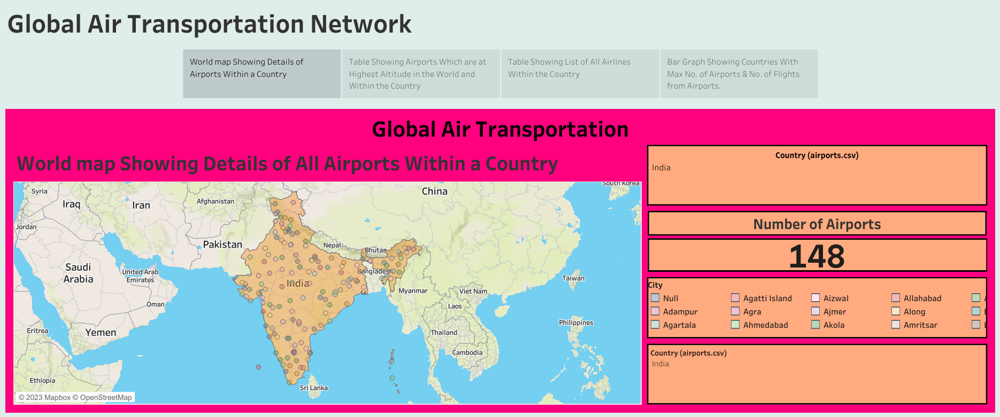 Global Air Transportation Network
World map Showing Details of
Airports Within a Country
Table Showing Airports Which are at
Highest Altitude in the World and
Within the Country
Table Showing List of All Airlines
Within the Country
Bar Graph Showing Countries With
Max No. of Airports & No. of Flights
from Airports.
Global Air Transportation
World map Showing Details of All Airports Within a Country
Syria
Iraq
Iran
Afghanistan
China
South Korea
Jordan
Pakistan
Nepal
Bhutan
Saudi
Arabia
United Arab
Emirates
Bangladesh
India
Taiwan
Myanmar
Viet Nam
Oman
Laos
Philippines
Eritrea
Yemen
Thailand
Cambodia
Ethiopia
Sri Lanka
© 2023 Mapbox © OpenStreetMap
Country (airports.csv)
India
Number of Airports
148
City
Null
Agatti Island
Aizwal
Allahabad
Adampur
Agra
Ajmer
Along
Agartala
Ahmedabad
Akola
Amritsar
Country (airports.csv)
India